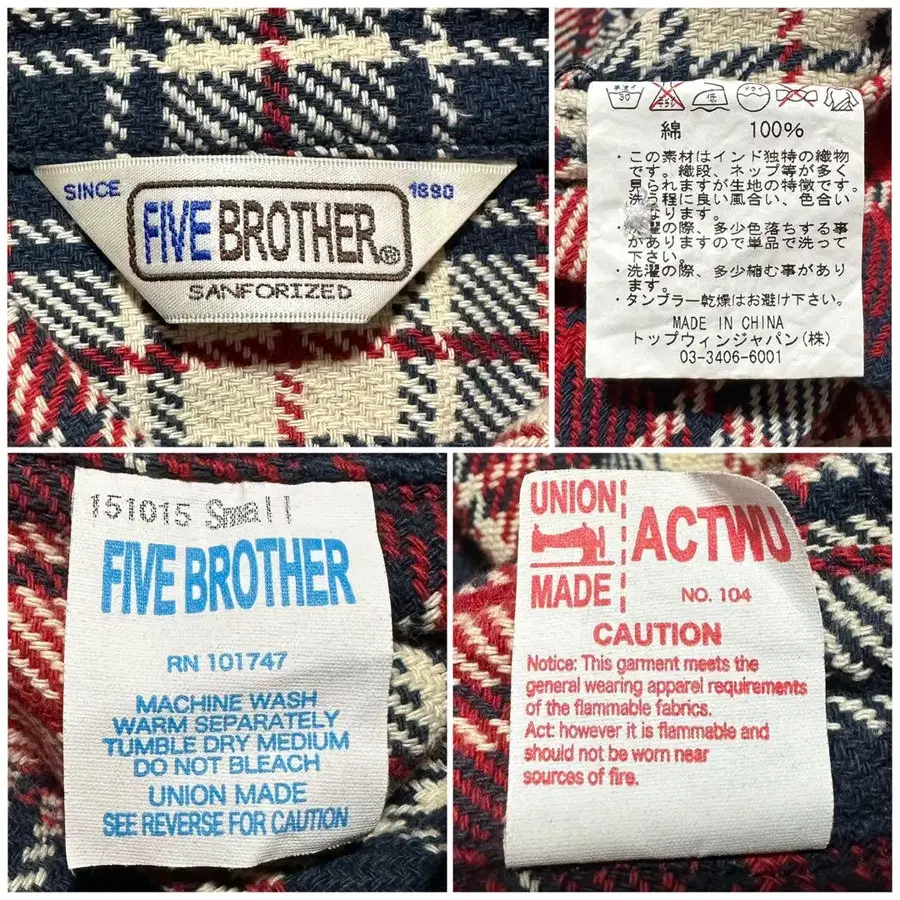 SINCE 1890
FIVE BROTHER®
SANFORIZED
30
綿 100%
・この素材はインド独特の織物
です。織段、ネップ等が多く
見られますが生地の特徴です。
洗う程に良い風合い、色合い
なります。
の際、多少色落ちする事
がありますので単品で洗って
下さい。
・洗濯の際、多少縮む事があり
ます。
・タンブラー乾燥はお避け下さい。
MADE IN CHINA
トップウィンジャパン(株)
03-3406-6001
151015 Small
FIVE BROTHER
RN 101747
MACHINE WASH
WARM SEPARATELY
TUMBLE DRY MEDIUM
DO NOT BLEACH
UNION MADE
SEE REVERSE FOR CAUTION
UNION
MADE
ACTWU
NO. 104
CAUTION
Notice: This garment meets the
general wearing apparel requirements
of the flammable fabrics.
Act: however it is flammable and
should not be worn near
sources of fire.